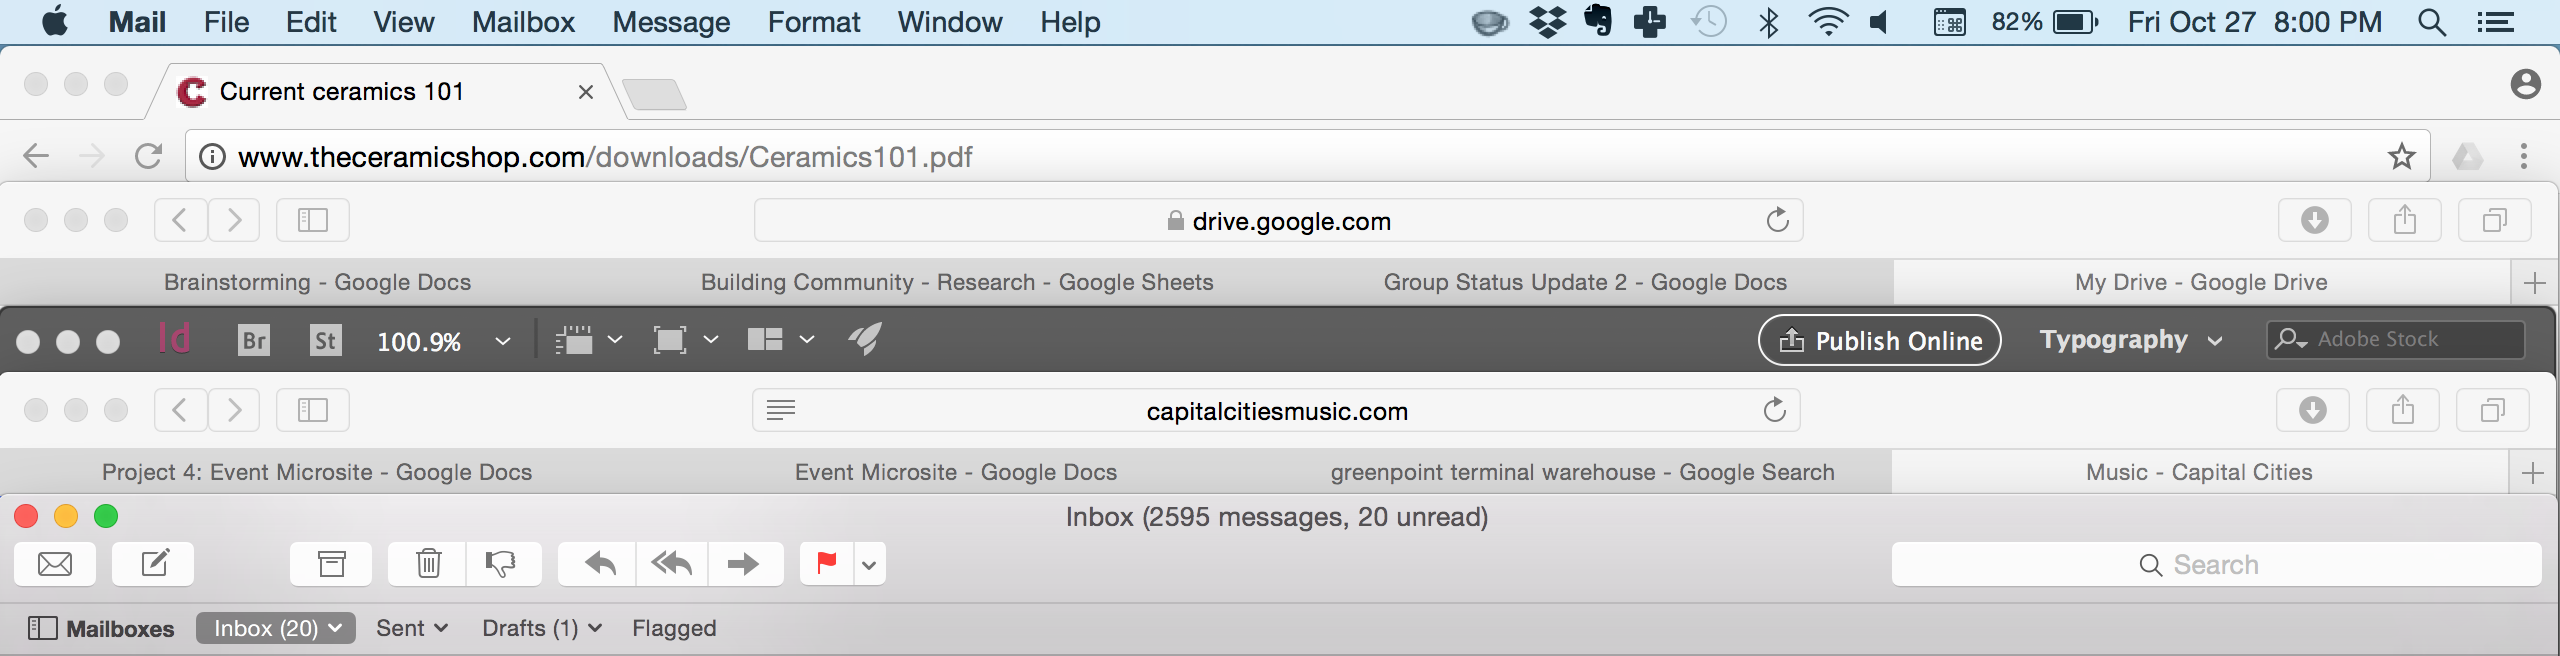 Mail File Edit View Mailbox Message Format Window Help 82% Fri Oct 27 8:00 PM
Current ceramics 101
www.theceramicshop.com/downloads/Ceramics101.pdf
drive.google.com
Brainstorming - Google Docs Building Community - Research - Google Sheets Group Status Update 2 - Google Docs My Drive - Google Drive
Id Br St 100.9% Publish Online Typography Adobe Stock
capitalcitiesmusic.com
Project 4: Event Microsite - Google Docs Event Microsite - Google Docs greenpoint terminal warehouse - Google Search Music - Capital Cities
Inbox (2595 messages, 20 unread)
Search
Mailboxes Inbox (20) Sent Drafts (1) Flagged